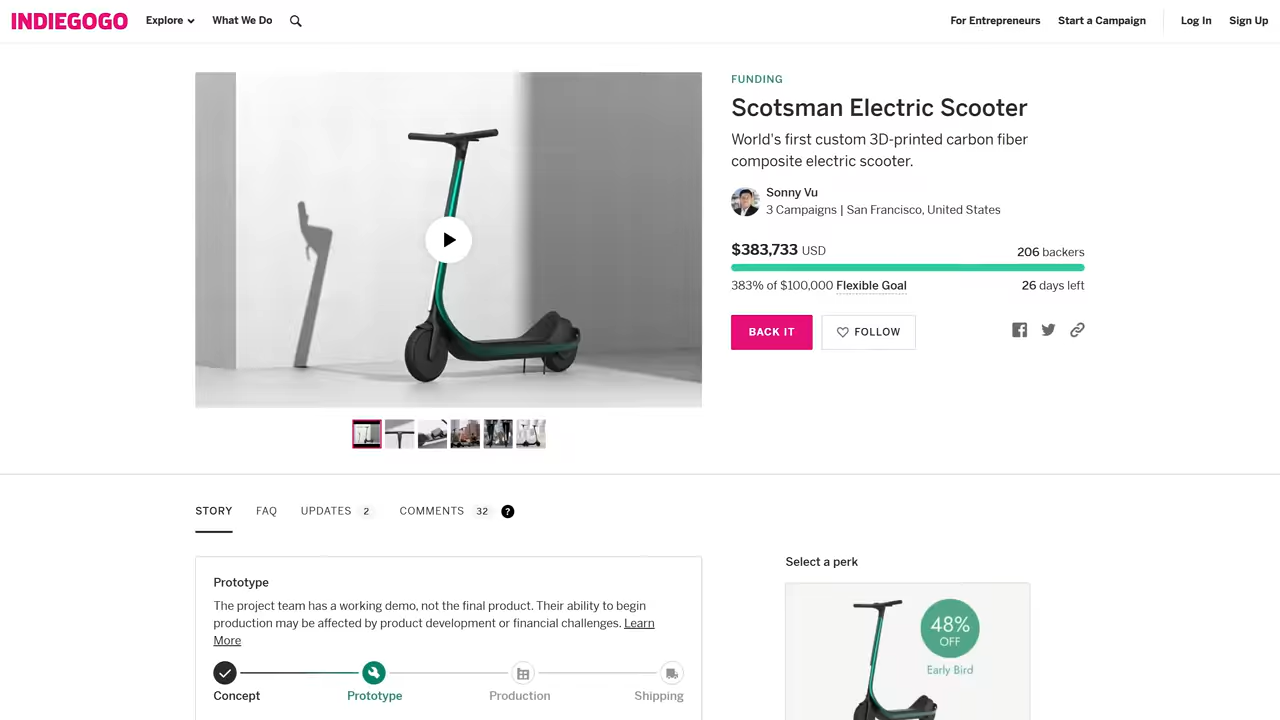 INDIEGOGO Explore What We Do For Entrepreneurs Start a Campaign Log In Sign Up
FUNDING
Scotsman Electric Scooter
World's first custom 3D-printed carbon fiber
composite electric scooter.
Sonny Vu
3 Campaigns | San Francisco, United States
$383,733 USD 206 backers
383% of $100,000 Flexible Goal 26 days left
BACK IT FOLLOW
STORY FAQ UPDATES 2 COMMENTS 32 ?
Prototype
The project team has a working demo, not the final product. Their ability to begin
production may be affected by product development or financial challenges. Learn
More
Concept Prototype Production Shipping
Select a perk
48%
OFF
Early Bird